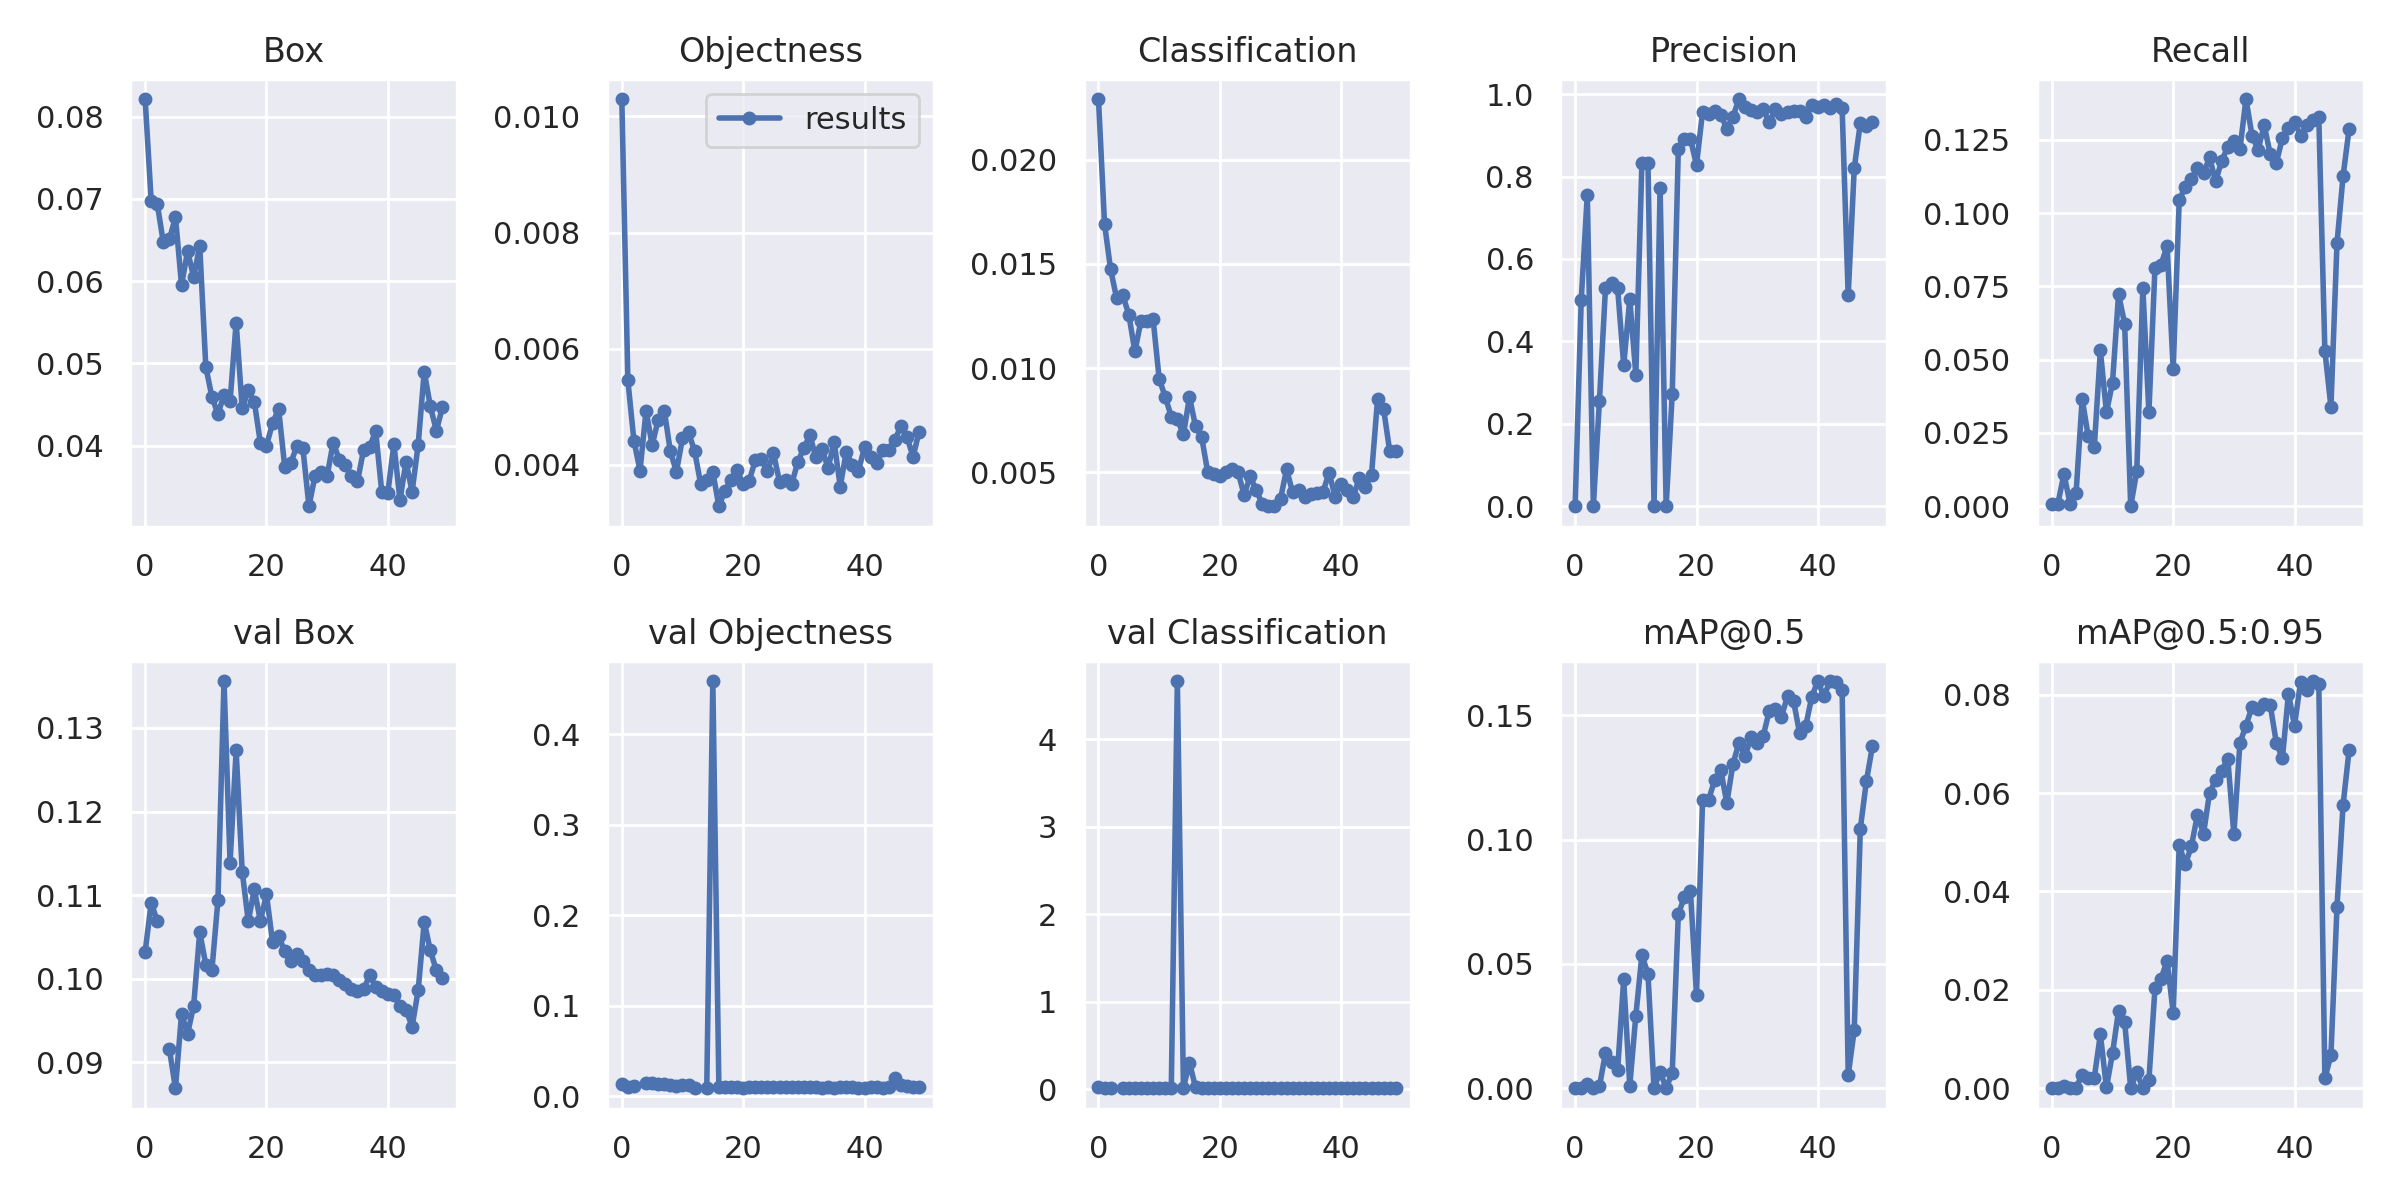 Box
Objectness
Classification
Precision
Recall
0.08
0.07
0.06
0.05
0.04
0 20 40
0.010
0.008
0.006
0.004
results
0 20 40
0.020
0.015
0.010
0.005
0 20 40
1.0
0.8
0.6
0.4
0.2
0.0
0 20 40
0.125
0.100
0.075
0.050
0.025
0.000
0 20 40
val Box
val Objectness
val Classification
mAP@0.5
mAP@0.5:0.95
0.13
0.12
0.11
0.10
0.09
0 20 40
0.4
0.3
0.2
0.1
0.0
0 20 40
4
3
2
1
0
0 20 40
0.15
0.10
0.05
0.00
0 20 40
0.08
0.06
0.04
0.02
0.00
0 20 40